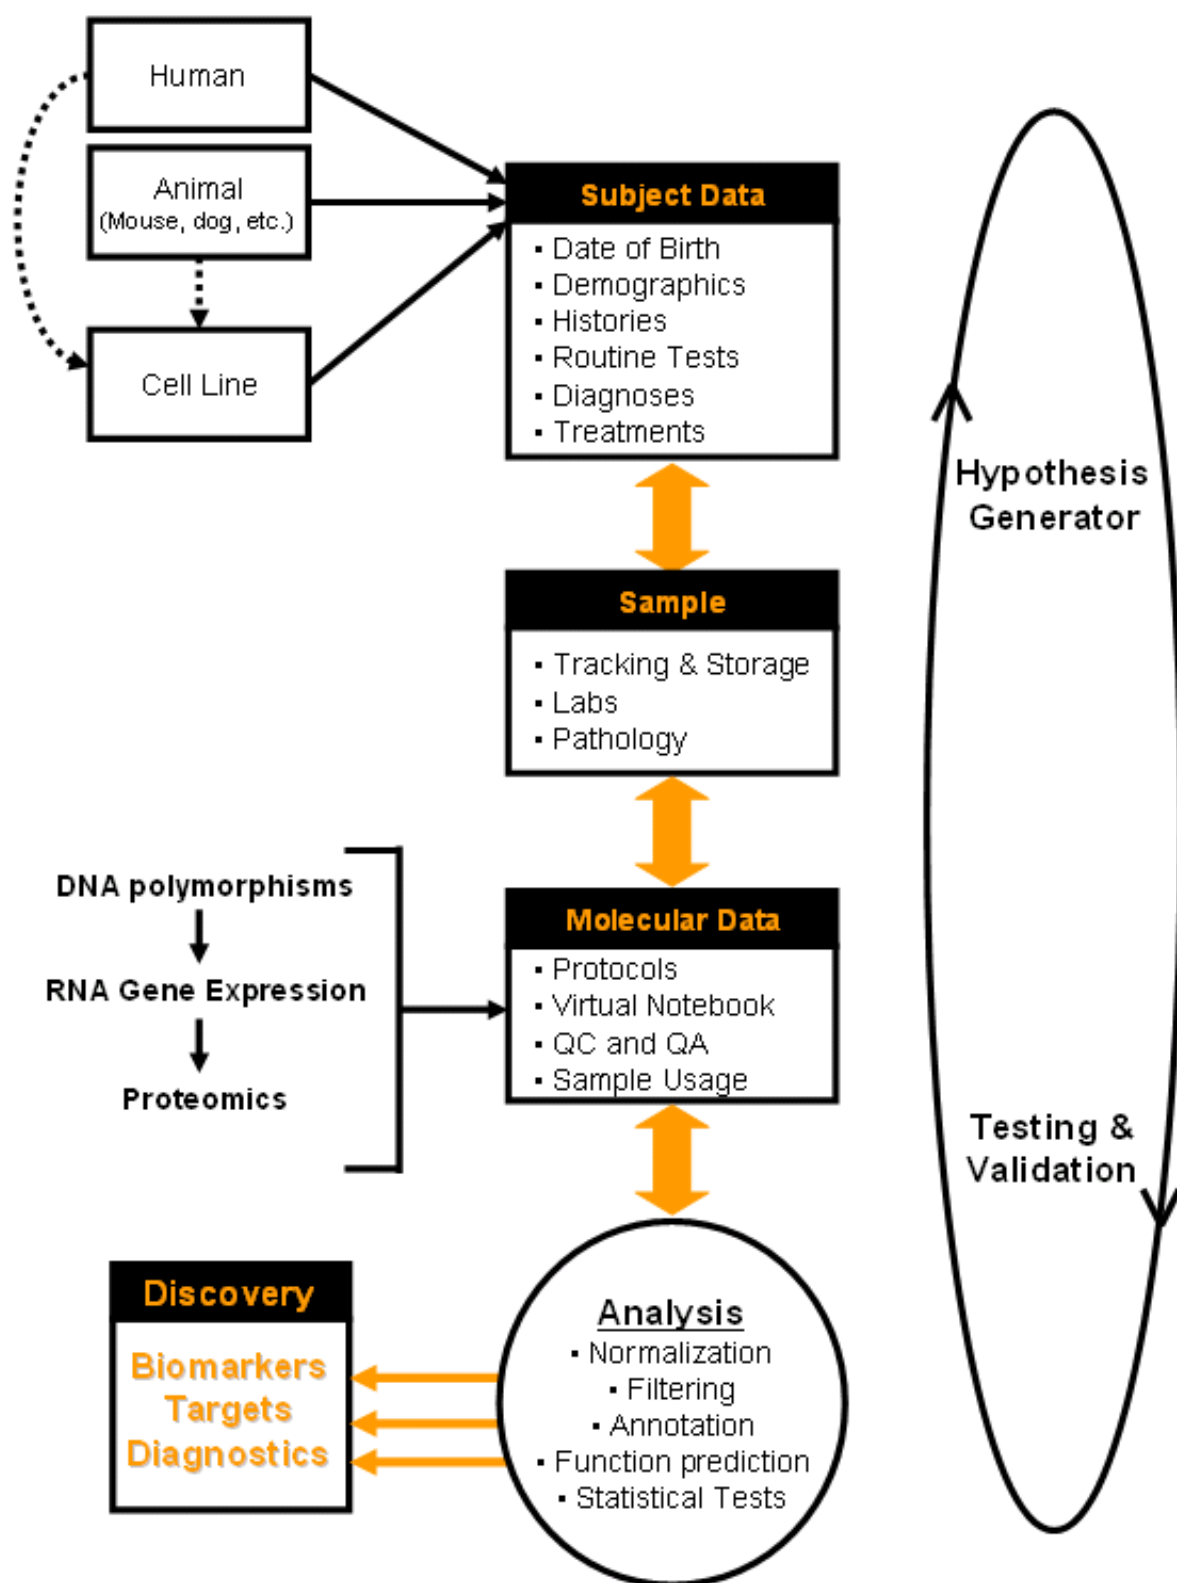 Human
Animal
(Mouse, dog, etc.)
Cell Line
Subject Data
▪ Date of Birth
▪ Demographics
▪ Histories
▪ Routine Tests
▪ Diagnoses
▪ Treatments
Hypothesis
Generator
Sample
▪ Tracking & Storage
▪ Labs
▪ Pathology
DNA polymorphisms
RNA Gene Expression
Proteomics
Molecular Data
▪ Protocols
▪ Virtual Notebook
▪ QC and QA
▪ Sample Usage
Testing &
Validation
Discovery
Biomarkers
Targets
Diagnostics
Analysis
▪ Normalization
▪ Filtering
▪ Annotation
▪ Function prediction
▪ Statistical Tests